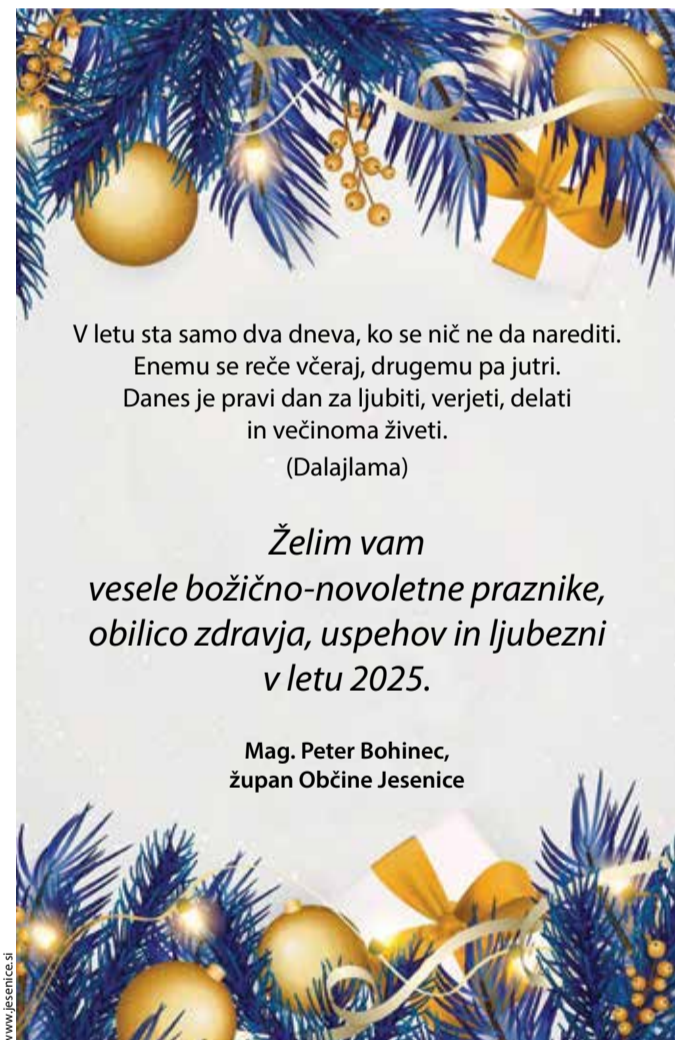 V letu sta samo dva dneva, ko se nič ne da narediti.
Enemu se reče včeraj, drugemu pa jutri.
Danes je pravi dan za ljubiti, verjeti, delati
in večinoma živeti.
(Dalajlama)
Želim vam
vesele božično-novoletne praznike,
obilico zdravja, uspehov in ljubezni
v letu 2025.
Mag. Peter Bohinec,
župan Občine Jesenice
www.jesenice.si